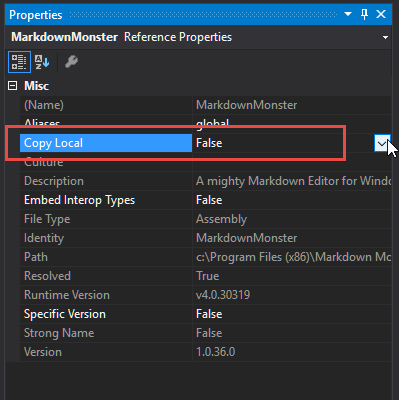 Properties
MarkdownMonster Reference Properties
Misc
(Name) MarkdownMonster
Aliases global
Copy Local False
Culture
Description A mighty Markdown Editor for Windo
Embed Interop Types False
File Type Assembly
Identity MarkdownMonster
Path c:\Program Files (x86)\Markdown Mo
Resolved True
Runtime Version v4.0.30319
Specific Version False
Strong Name False
Version 1.0.36.0